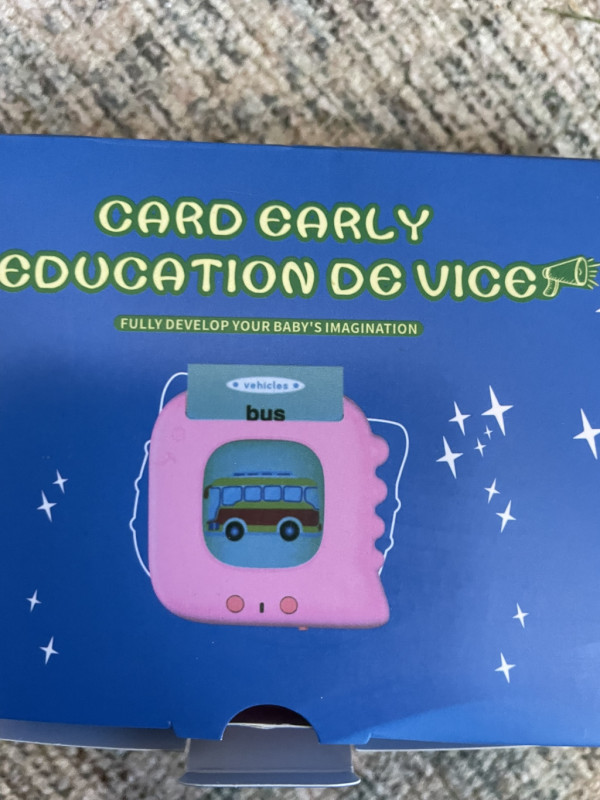 CARD EARLY
EDUCATION DE VICE
FULLY DEVELOP YOUR BABY'S IMAGINATION
vehicles
bus